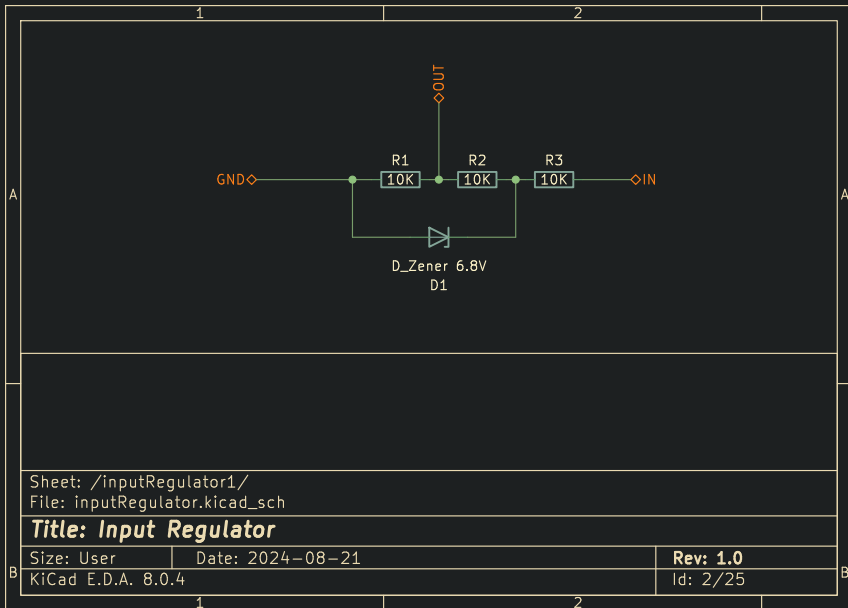 1 2
OUT
R1 R2 R3
GND 10K 10K 10K IN
A A
D_Zener 6.8V
D1
Sheet: /inputRegulator1/
File: inputRegulator.kicad_sch
Title: Input Regulator
Size: User Date: 2024-08-21 Rev: 1.0
B B
KiCad E.D.A. 8.0.4 Id: 2/25
1 2